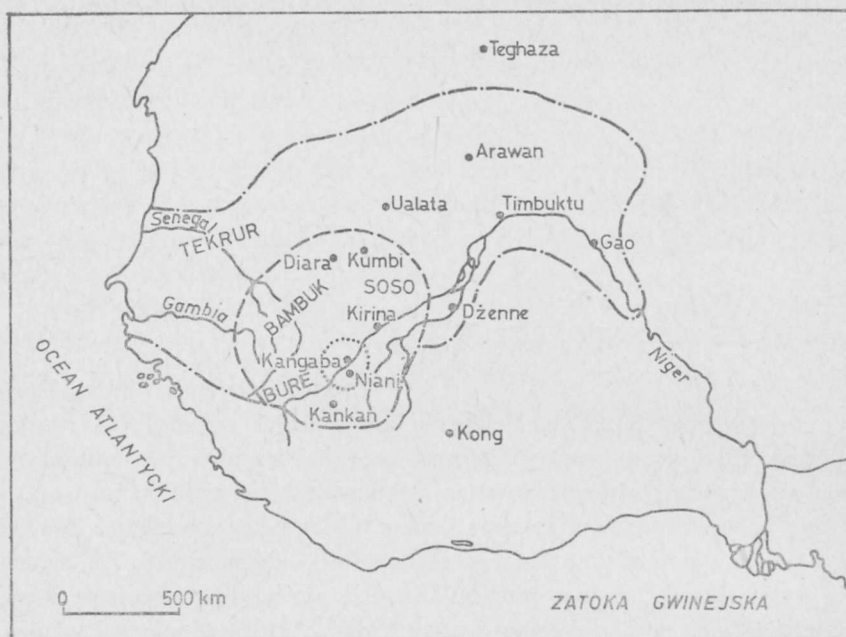 Teghaza
Arawan
Ualata
Timbuktu
Senegal
TEKRUR
Gao
Diara
Kumbi
SOSO
BAMBUK
Gambia
Kirina
Dżenne
Kangaba
Niani
BURĖ
Kankan
Niger
Kong
OCEAN ATLANTYCKI
0 500 km
ZATOKA GWINEJSKA